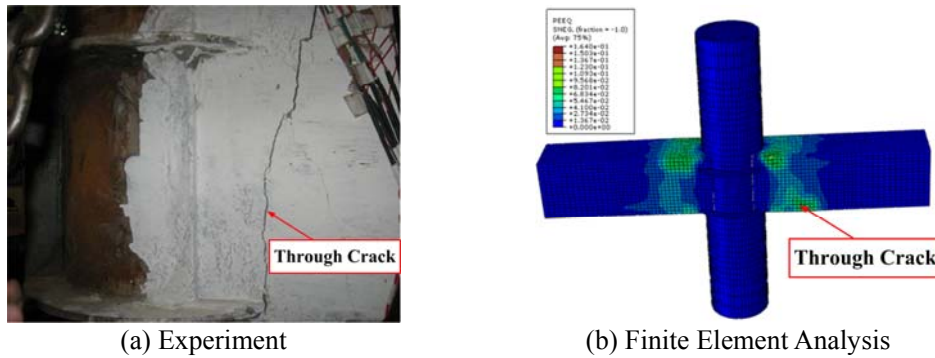 PEEQ
SNEG, (fraction = -1.0)
(Avg: 75%)
+1.640e-01
+1.503e-01
+1.367e-01
+1.230e-01
+1.093e-01
+9.568e-02
+8.201e-02
+6.834e-02
+5.467e-02
+4.100e-02
+2.734e-02
+1.367e-02
+0.000e+00
Through Crack
Through Crack
(a) Experiment
(b) Finite Element Analysis